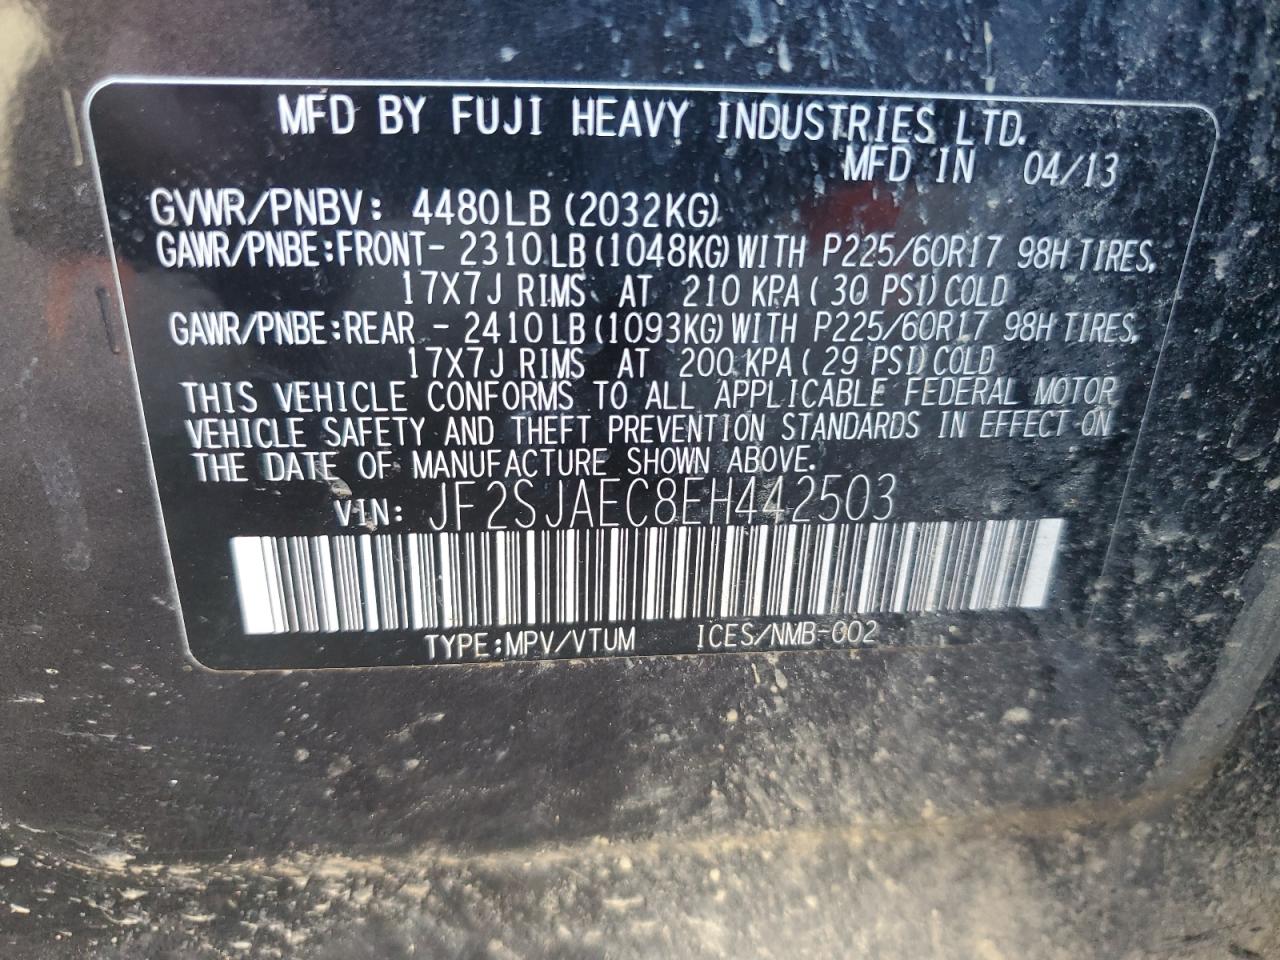 MFD BY FUJI HEAVY INDUSTRIES LTD.
MFD IN 04/13
GVWR/PNBV: 4480LB (2032KG)
GAWR/PNBE:FRONT- 2310 LB (1048KG) WITH P225/60R17 98H TIRES,
17X7J RIMS AT 210 KPA ( 30 PSI) COLD
GAWR/PNBE:REAR - 2410 LB (1093KG) WITH P225/60R17 98H TIRES,
17X7J RIMS AT 200 KPA ( 29 PSI) COLD
THIS VEHICLE CONFORMS TO ALL APPLICABLE FEDERAL MOTOR
VEHICLE SAFETY AND THEFT PREVENTION STANDARDS IN EFFECT ON
THE DATE OF MANUFACTURE SHOWN ABOVE.
VIN: JF2SJAEC8EH442503
TYPE:MPV/VTUM ICES/NMB-002